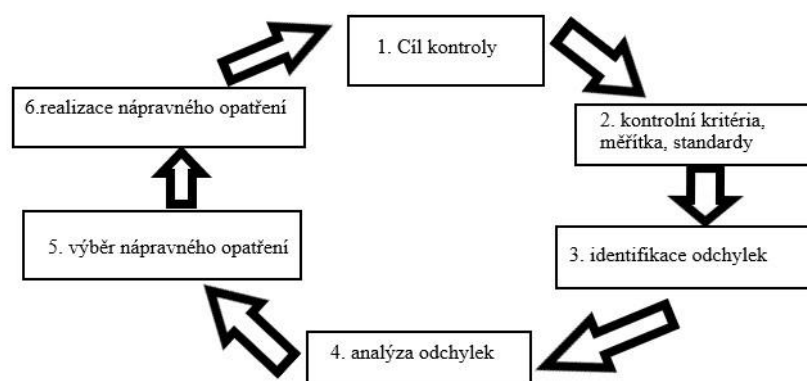 1. Cíl kontroly
2. kontrolní kritéria,
měřítka, standardy
3. identifikace odchylek
4. analýza odchylek
5. výběr nápravného opatření
6.realizace nápravného opatření